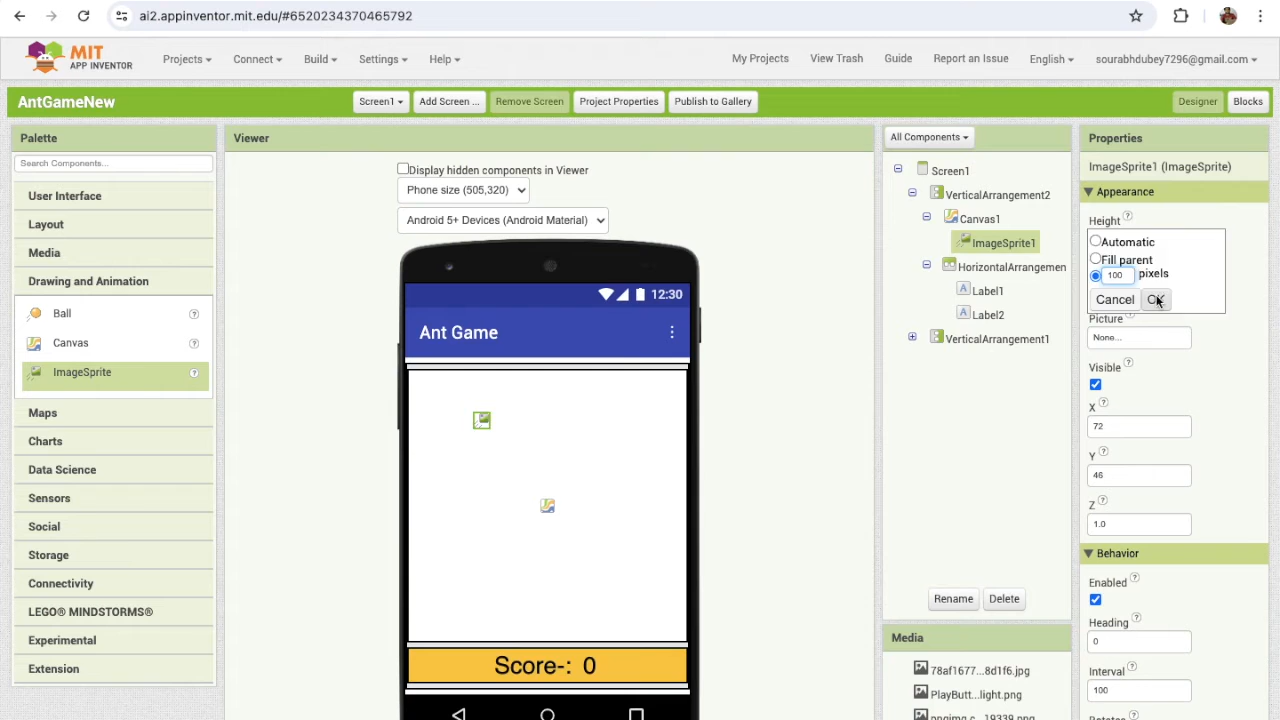 ai2.appinventor.mit.edu/#6520234370465792
MIT
APP INVENTOR
Projects
Connect
Build
Settings
Help
My Projects
View Trash
Guide
Report an Issue
English
sourabhdubey7296@gmail.com
AntGameNew
Screen1
Add Screen ...
Remove Screen
Project Properties
Publish to Gallery
Designer
Blocks
Palette
Search Components...
User Interface
Layout
Media
Drawing and Animation
Ball
Canvas
ImageSprite
Maps
Charts
Data Science
Sensors
Social
Storage
Connectivity
LEGO® MINDSTORMS®
Experimental
Extension
Viewer
Display hidden components in Viewer
Phone size (505,320)
Android 5+ Devices (Android Material)
12:30
Ant Game
Score-: 0
All Components
Screen1
VerticalArrangement2
Canvas1
ImageSprite1
HorizontalArrangemen
Label1
Label2
VerticalArrangement1
Rename
Delete
Media
78af1677...8d1f6.jpg
PlayButt...light.png
Properties
ImageSprite1 (ImageSprite)
Appearance
Height
Automatic
Fill parent
100 pixels
Cancel
OK
Picture
None...
Visible
X
72
Y
46
Z
1.0
Behavior
Enabled
Heading
0
Interval
100